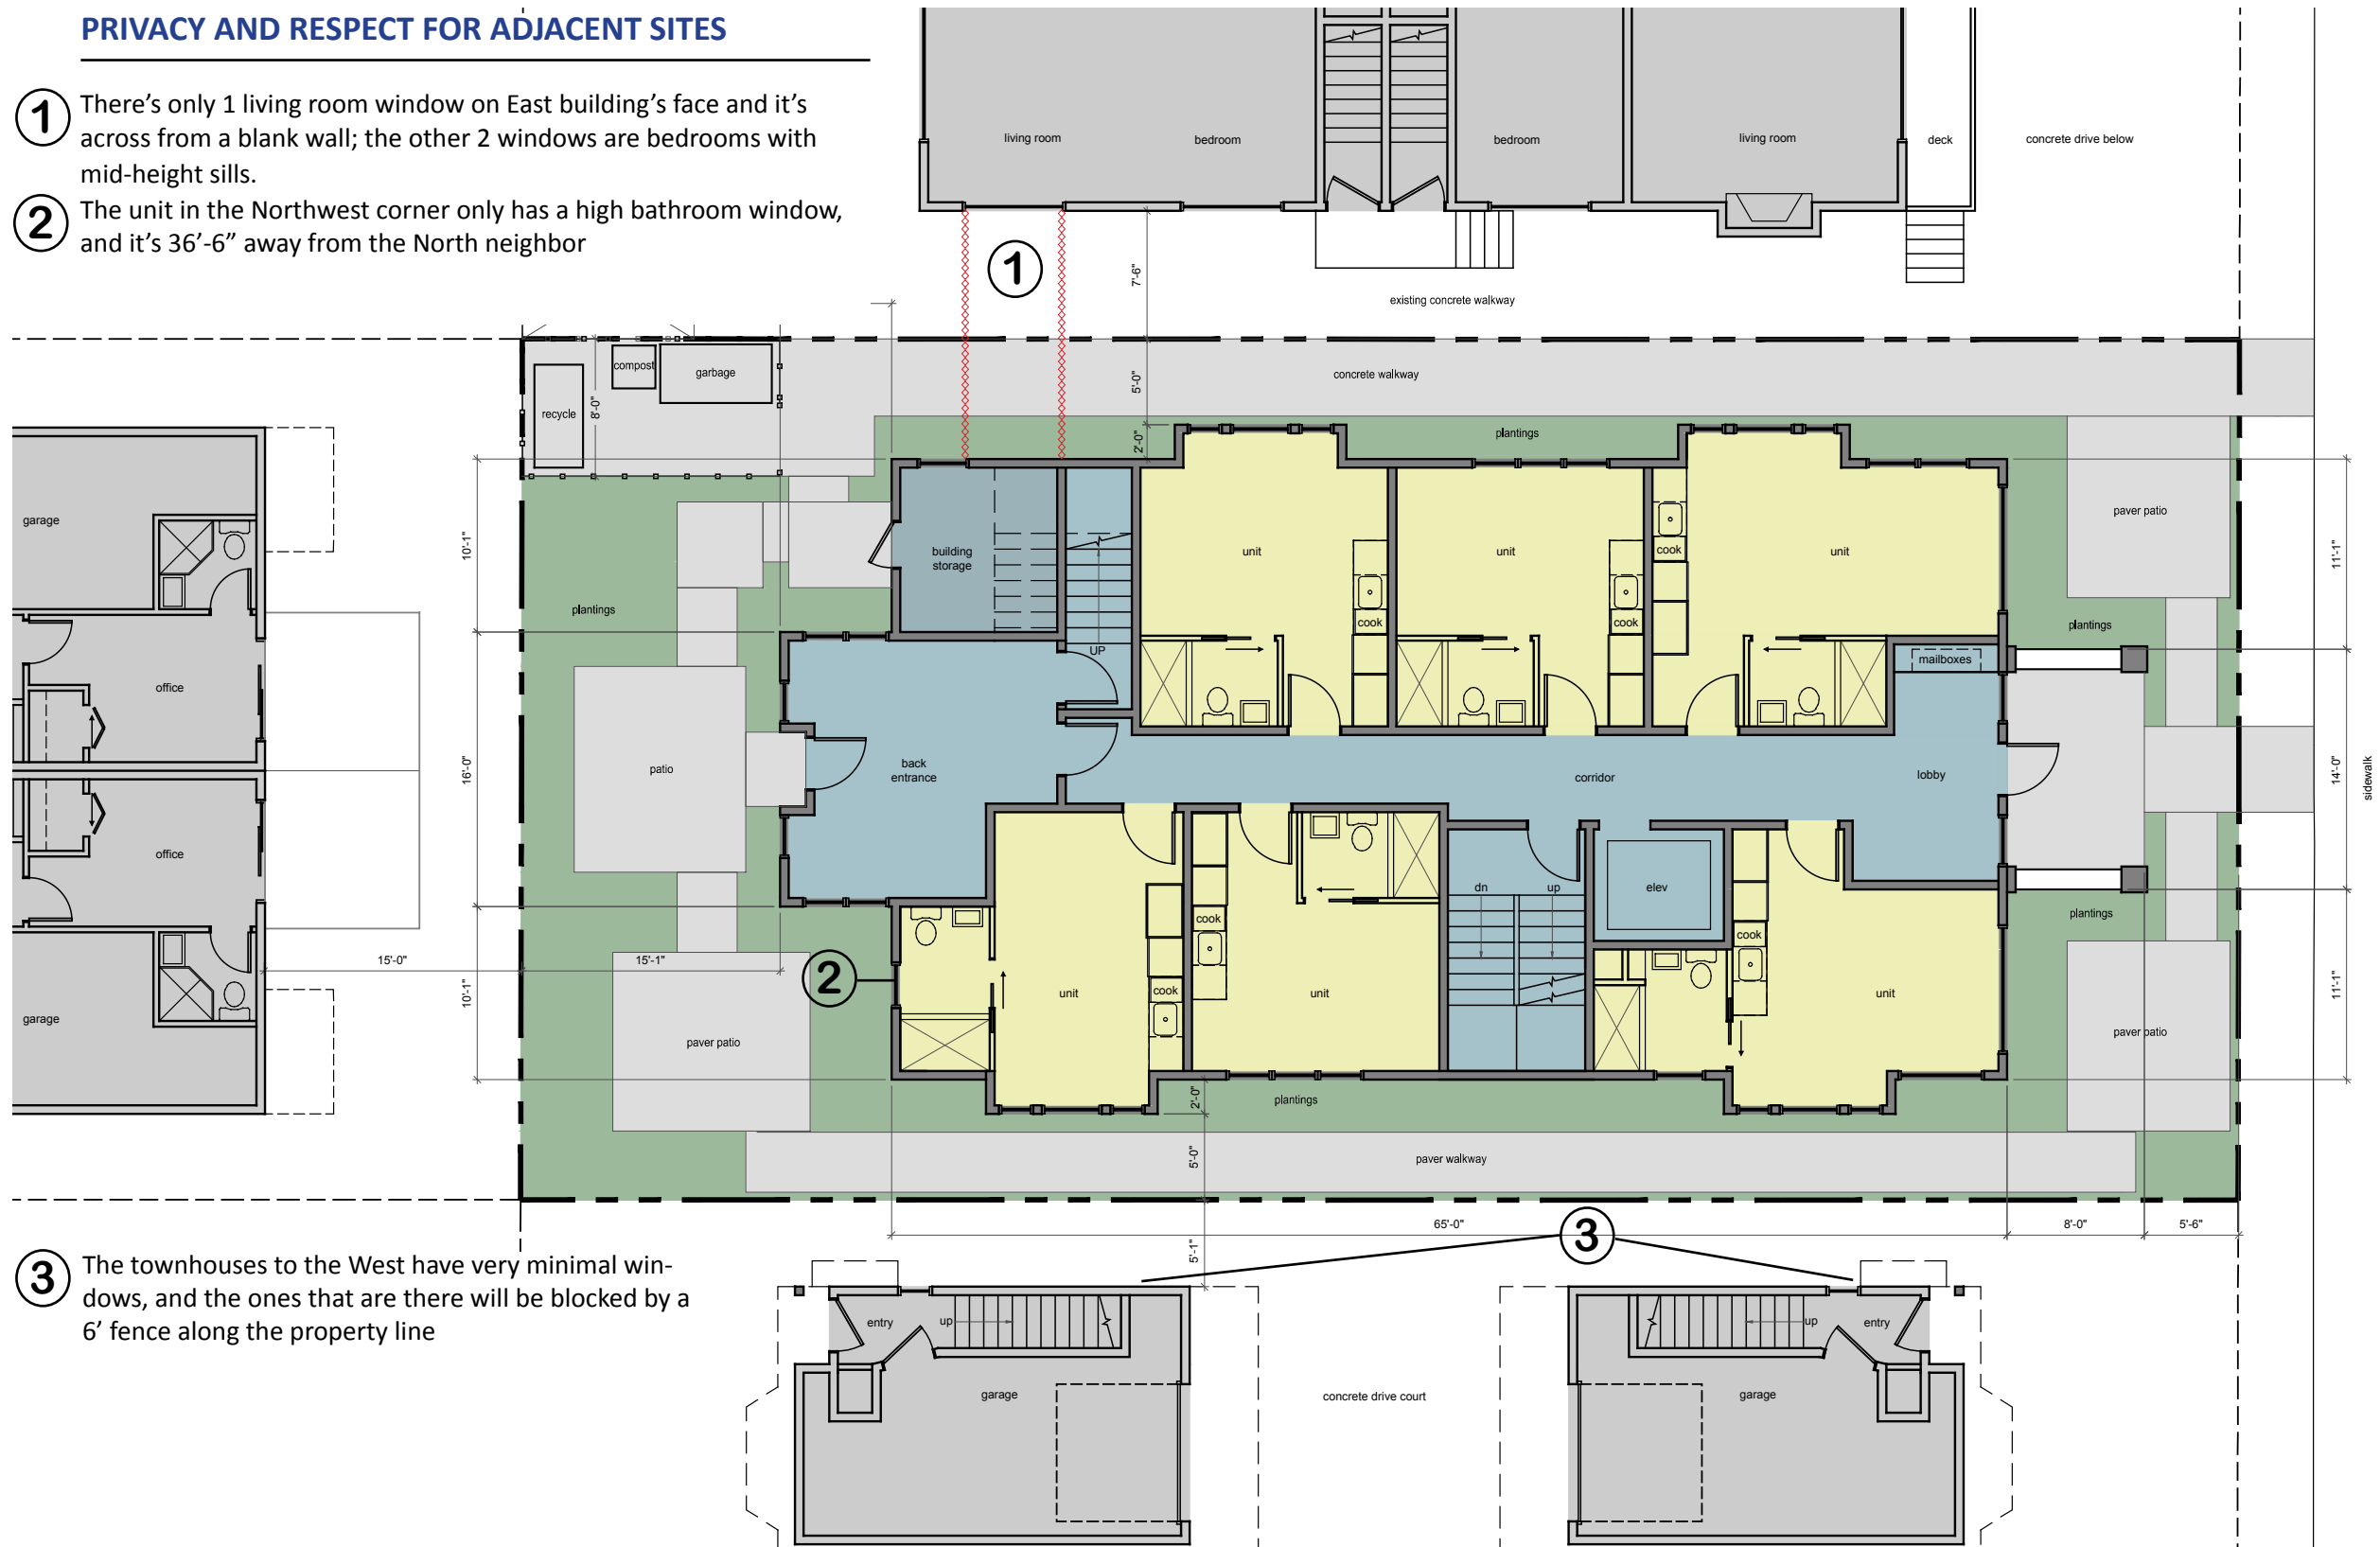 PRIVACY AND RESPECT FOR ADJACENT SITES
1 There's only 1 living room window on East building's face and it's
across from a blank wall; the other 2 windows are bedrooms with
mid-height sills.
2 The unit in the Northwest corner only has a high bathroom window,
and it's 36'-6” away from the North neighbor
living room
bedroom
bedroom
living room
deck
concrete drive below
1
7'-6"
existing concrete walkway
compost
garbage
recycle
8'-0"
5'-0"
concrete walkway
2'-0"
plantings
garage
10'-1"
building
storage
unit
unit
unit
cook
cook
cook
paver patio
11'-1"
plantings
plantings
UP
mailboxes
office
patio
16'-0"
back
entrance
corridor
lobby
14'-0"
sidewalk
office
dn
up
elev
cook
cook
cook
plantings
15'-0"
15'-1"
2
10'-1"
garage
unit
unit
unit
11'-1"
paver patio
paver patio
2'-0"
plantings
5'-0"
paver walkway
65'-0"
3
8'-0"
5'-6"
5'-1"
3 The townhouses to the West have very minimal win-
dows, and the ones that are there will be blocked by a
6' fence along the property line
entry
up
up
entry
garage
concrete drive court
garage